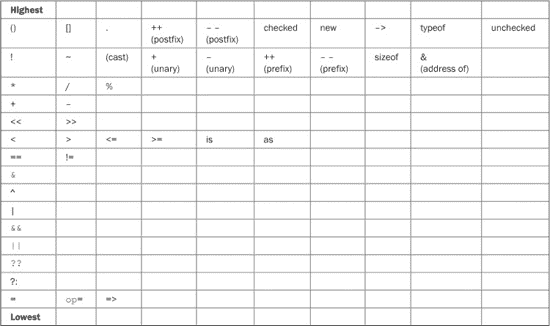 Highest
() [] . ++ (postfix) – – (postfix) checked new –> typeof unchecked
! ~ (cast) + (unary) – (unary) ++ (prefix) – – (prefix) sizeof & (address of)
* / %
+ –
<< >>
< > <= >= is as
== !=
&
^
|
&&
||
??
?:
= op= =>
Lowest